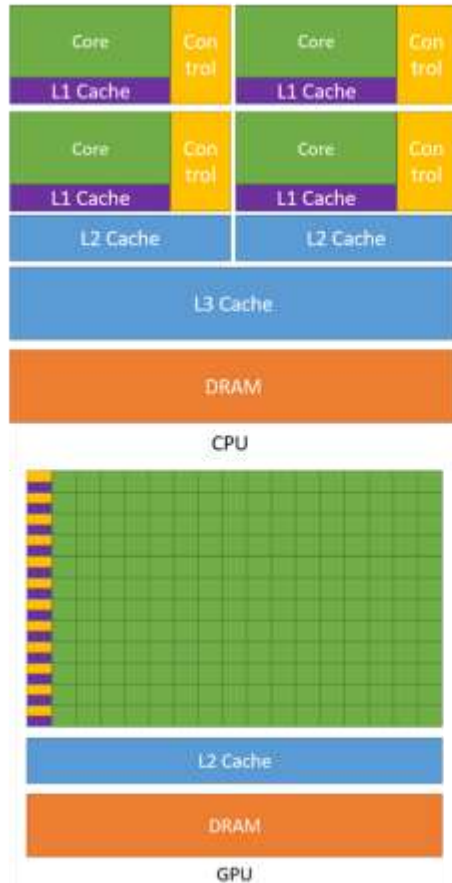 Core
Con
trol
Core
Con
trol
L1 Cache
L1 Cache
Core
Con
trol
Core
Con
trol
L1 Cache
L1 Cache
L2 Cache
L2 Cache
L3 Cache
DRAM
CPU
L2 Cache
DRAM
GPU